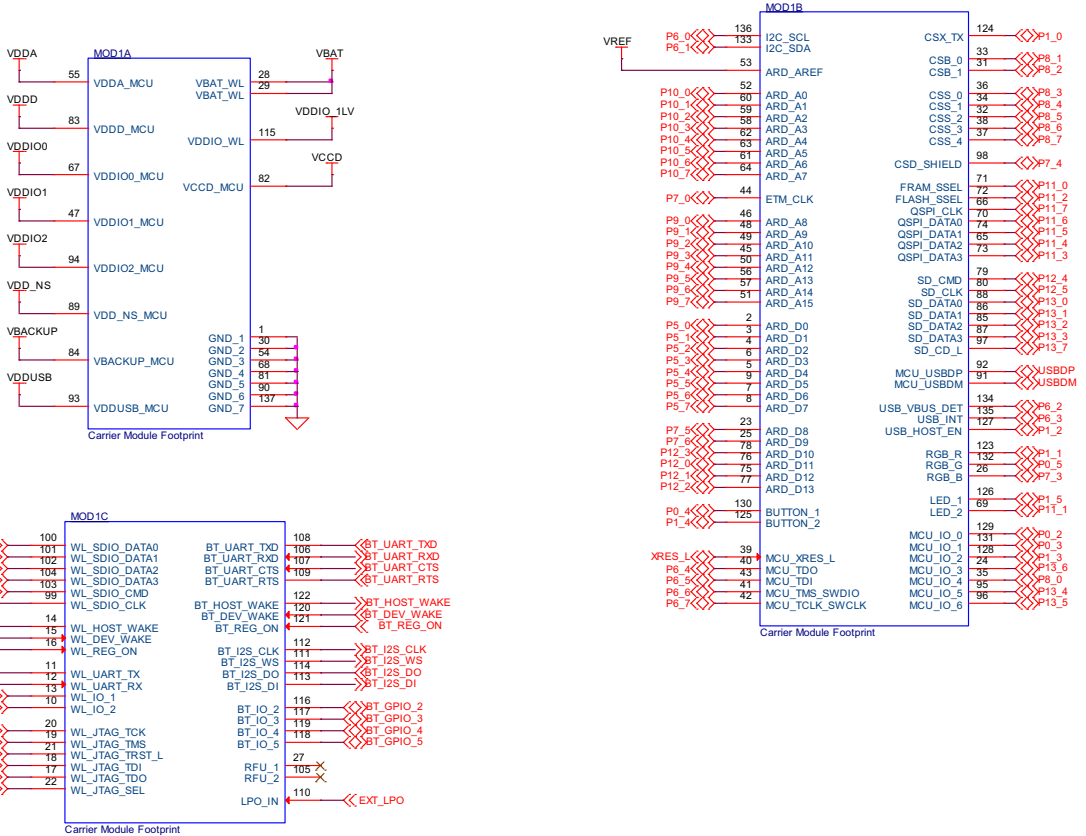 MOD1A
VDDA
55 VDDA_MCU
VDDD
83 VDDD_MCU
VDDIO0
67 VDDIO0_MCU
VDDIO1
47 VDDIO1_MCU
VDDIO2
94 VDDIO2_MCU
VDD_NS
89 VDD_NS_MCU
VBACKUP
84 VBACKUP_MCU
VDDUSB
93 VDDUSB_MCU
VBAT
VBAT_WL 28
VBAT_WL 29
VDDIO_1LV
VDDIO_WL 115
VCCD
VCCD_MCU 82
GND_1 1
GND_2 30
GND_3 54
GND_4 68
GND_5 81
GND_6 90
GND_7 137
Carrier Module Footprint
MOD1C
100 WL_SDIO_DATA0
101 WL_SDIO_DATA1
102 WL_SDIO_DATA2
104 WL_SDIO_DATA3
103 WL_SDIO_CMD
99 WL_SDIO_CLK
14 WL_HOST_WAKE
15 WL_DEV_WAKE
16 WL_REG_ON
11 WL_UART_TX
12 WL_UART_RX
13 WL_IO_1
10 WL_IO_2
20 WL_JTAG_TCK
19 WL_JTAG_TMS
21 WL_JTAG_TRST_L
18 WL_JTAG_TDI
17 WL_JTAG_TDO
22 WL_JTAG_SEL
BT_UART_TXD 108 BT_UART_TXD
BT_UART_RXD 106 BT_UART_RXD
BT_UART_CTS 107 BT_UART_CTS
BT_UART_RTS 109 BT_UART_RTS
BT_HOST_WAKE 122 BT_HOST_WAKE
BT_DEV_WAKE 120 BT_DEV_WAKE
BT_REG_ON 121 BT_REG_ON
BT_I2S_CLK 112 BT_I2S_CLK
BT_I2S_WS 111 BT_I2S_WS
BT_I2S_DO 114 BT_I2S_DO
BT_I2S_DI 113 BT_I2S_DI
BT_IO_2 116 BT_GPIO_2
BT_IO_3 117 BT_GPIO_3
BT_IO_4 119 BT_GPIO_4
BT_IO_5 118 BT_GPIO_5
RFU_1 27
RFU_2 105
LPO_IN 110 EXT_LPO
Carrier Module Footprint
MOD1B
P6_0 136 I2C_SCL
P6_1 133 I2C_SDA
VREF
53 ARD_AREF
P10_0 52 ARD_A0
P10_1 60 ARD_A1
P10_2 59 ARD_A2
P10_3 58 ARD_A3
P10_4 62 ARD_A4
P10_5 63 ARD_A5
P10_6 61 ARD_A6
P10_7 64 ARD_A7
P7_0 44 ETM_CLK
P9_0 46 ARD_A8
P9_1 48 ARD_A9
P9_2 49 ARD_A10
P9_3 45 ARD_A11
P9_4 50 ARD_A12
P9_5 56 ARD_A13
P9_6 57 ARD_A14
P9_7 51 ARD_A15
P5_0 2 ARD_D0
P5_1 3 ARD_D1
P5_2 4 ARD_D2
P5_3 6 ARD_D3
P5_4 5 ARD_D4
P5_5 9 ARD_D5
P5_6 7 ARD_D6
P5_7 8 ARD_D7
P7_5 23 ARD_D8
P7_6 25 ARD_D9
P12_3 78 ARD_D10
P12_0 76 ARD_D11
P12_1 75 ARD_D12
P12_2 77 ARD_D13
P0_4 130 BUTTON_1
P1_4 125 BUTTON_2
XRES_L 39 MCU_XRES_L
P6_4 40 MCU_TDO
P6_5 43 MCU_TDI
P6_6 41 MCU_TMS_SWDIO
P6_7 42 MCU_TCLK_SWCLK
CSX_TX 124 P1_0
CSB_0 33 P8_1
CSB_1 31 P8_2
CSS_0 36 P8_3
CSS_1 34 P8_4
CSS_2 32 P8_5
CSS_3 38 P8_6
CSS_4 37 P8_7
CSD_SHIELD 98 P7_4
FRAM_SSEL 71 P11_0
FLASH_SSEL 72 P11_2
QSPI_CLK 66 P11_7
QSPI_DATA0 70 P11_6
QSPI_DATA1 74 P11_5
QSPI_DATA2 65 P11_4
QSPI_DATA3 73 P11_3
SD_CMD 79 P12_4
SD_CLK 80 P12_5
SD_DATA0 88 P13_0
SD_DATA1 86 P13_1
SD_DATA2 85 P13_2
SD_DATA3 87 P13_3
SD_CD_L 97 P13_7
MCU_USBDP 92 USBDP
MCU_USBDM 91 USBDM
USB_VBUS_DET 134 P6_2
USB_INT 135 P6_3
USB_HOST_EN 127 P1_2
RGB_R 123 P1_1
RGB_G 132 P0_5
RGB_B 26 P7_3
LED_1 126 P1_5
LED_2 69 P11_1
MCU_IO_0 129 P0_2
MCU_IO_1 131 P0_3
MCU_IO_2 128 P1_3
MCU_IO_3 24 P13_6
MCU_IO_4 35 P8_0
MCU_IO_5 95 P13_4
MCU_IO_6 96 P13_5
Carrier Module Footprint